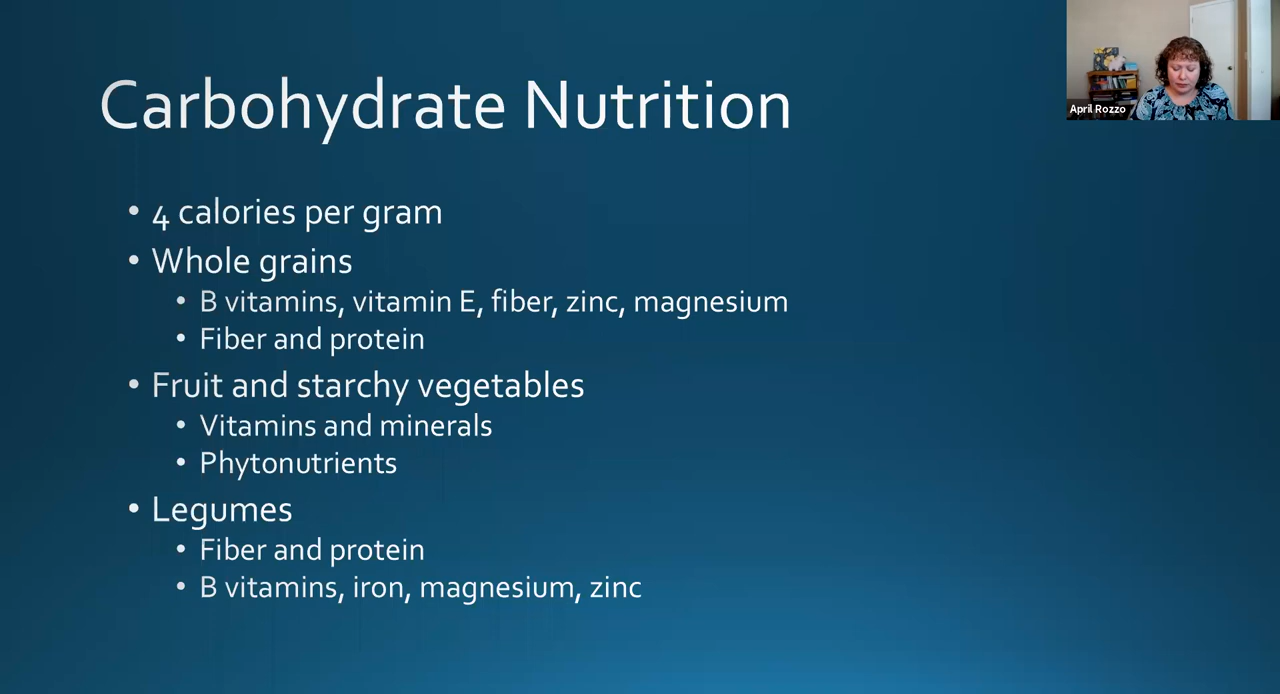 Carbohydrate Nutrition
April Rozzo
• 4 calories per gram
• Whole grains
• B vitamins, vitamin E, fiber, zinc, magnesium
• Fiber and protein
• Fruit and starchy vegetables
• Vitamins and minerals
• Phytonutrients
• Legumes
• Fiber and protein
• B vitamins, iron, magnesium, zinc